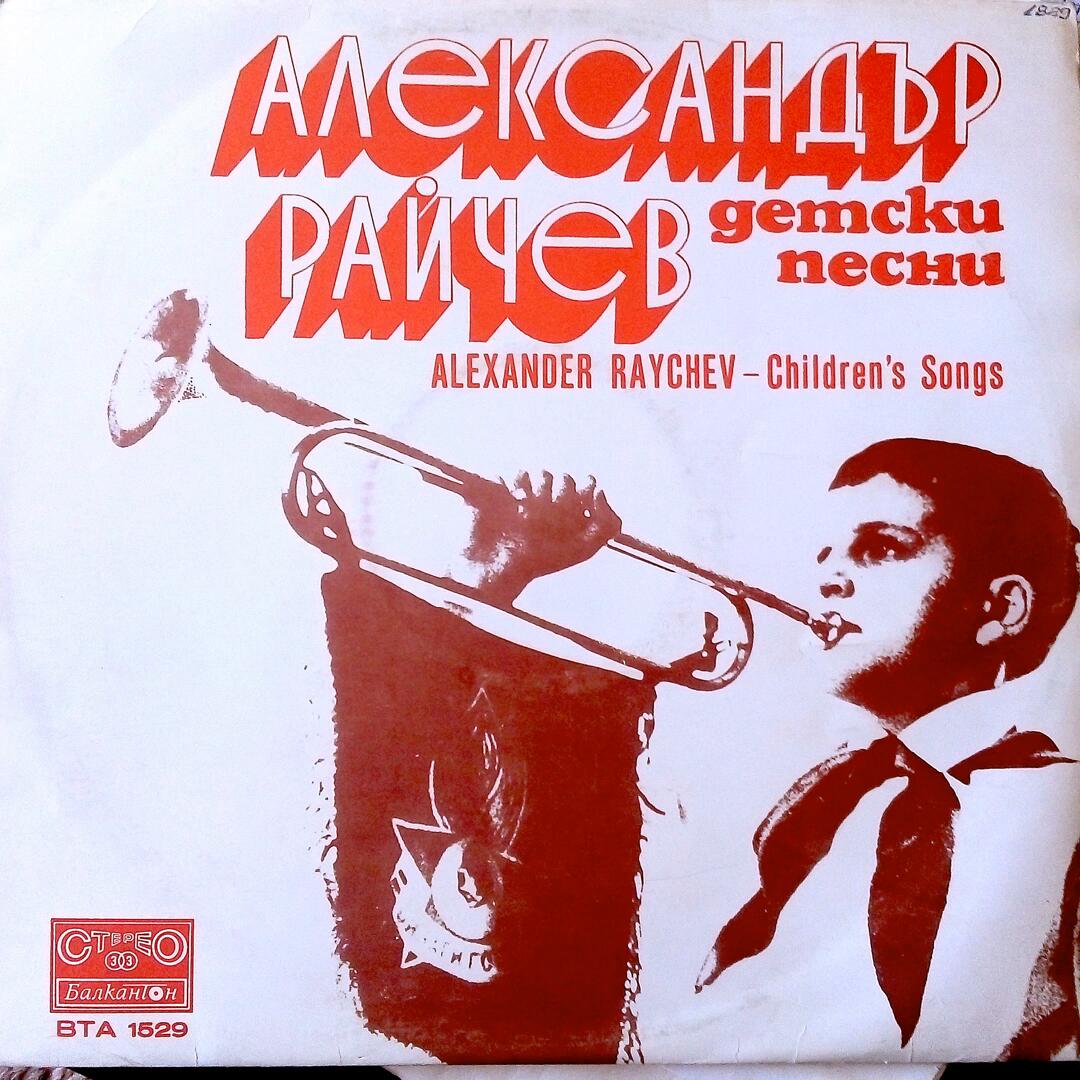 АЛЕКСАНДЪР
РАЙЧЕВ
детски
песни
ALEXANDER RAYCHEV – Children's Songs
СТЕРЕО
33
Балкантон
ВТА 1529